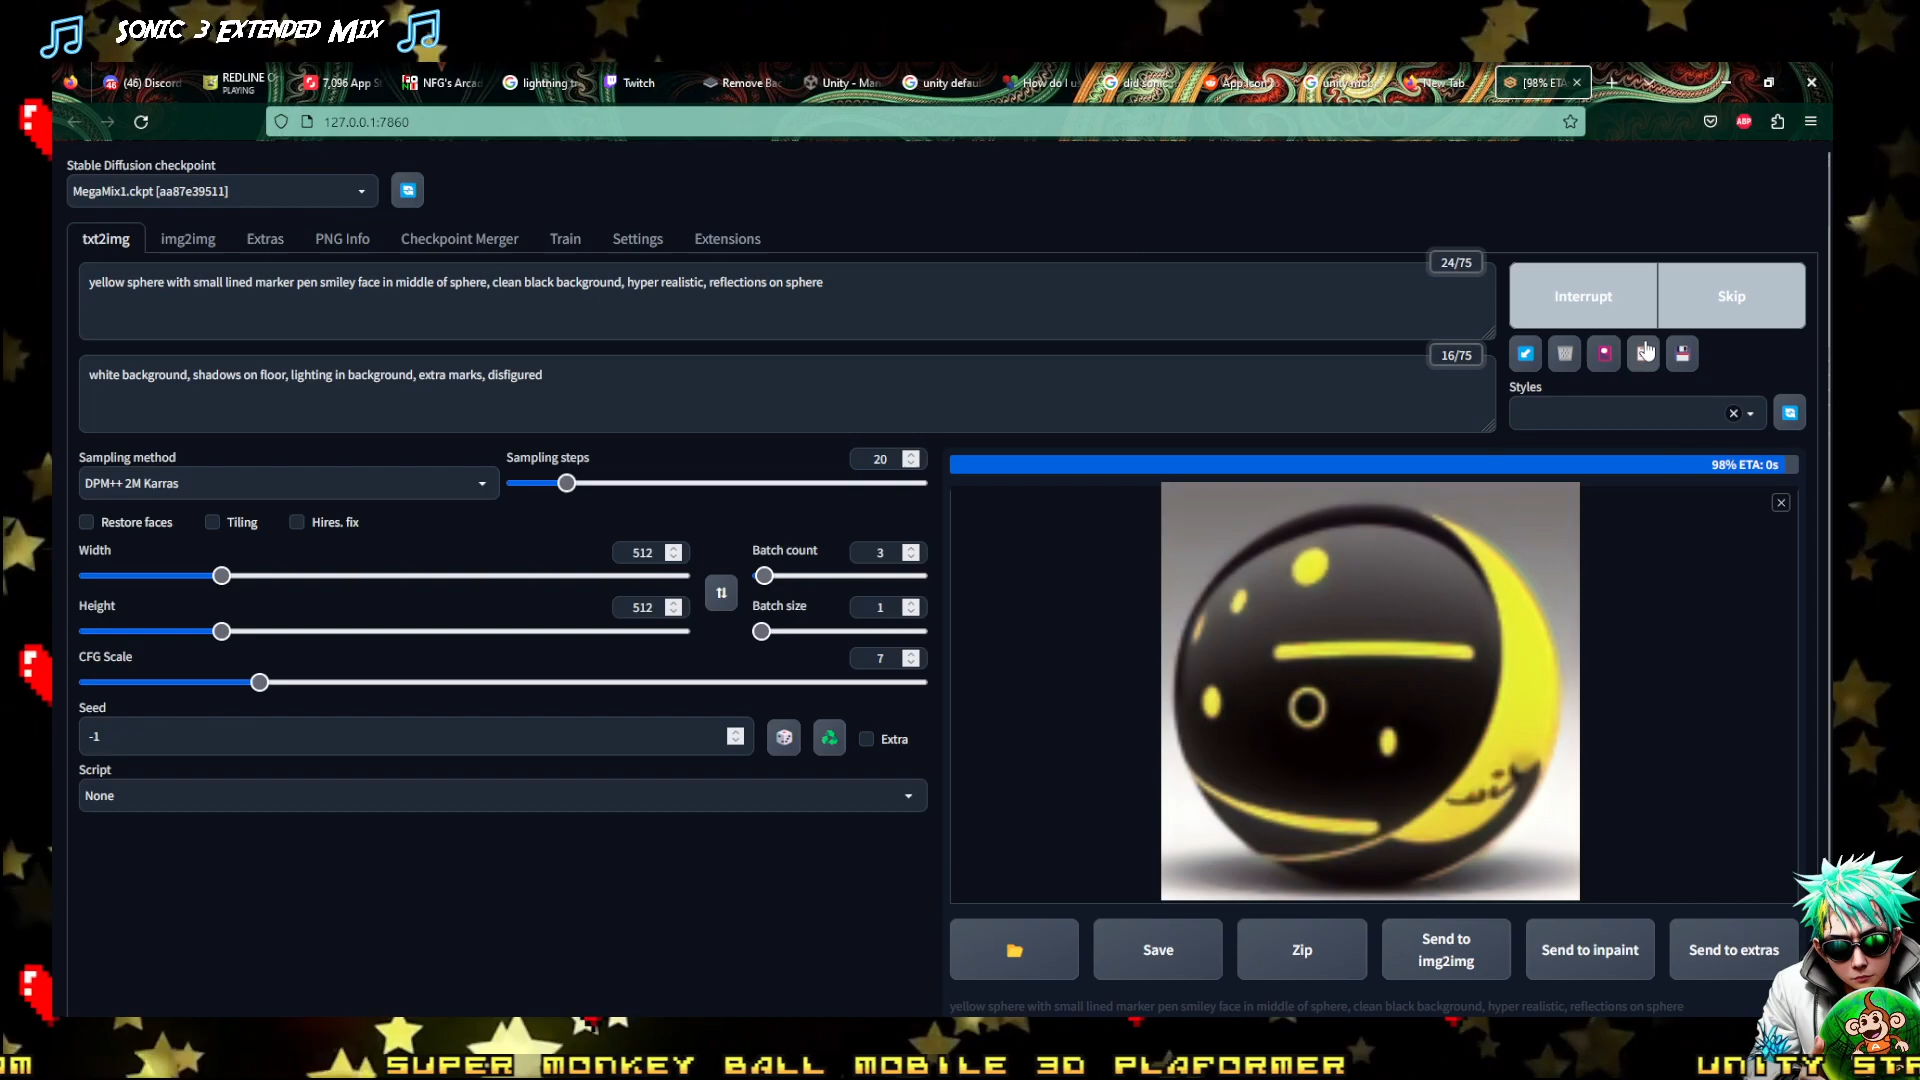 SONIC 3 EXTENDED MIX
(46) Discord
REDLINE
PLAYING
7,096 App S
NFG's Arca
lightning t
Twitch
Remove Ba
Unity - Man
unity defau
How do I u
did sonic
App Icon
unity mob
New Tab
[98% ETA
127.0.0.1:7860
ABP
Stable Diffusion checkpoint
MegaMix1.ckpt [aa87e39511]
txt2img
img2img
Extras
PNG Info
Checkpoint Merger
Train
Settings
Extensions
24/75
yellow sphere with small lined marker pen smiley face in middle of sphere, clean black background, hyper realistic, reflections on sphere
Interrupt
Skip
16/75
white background, shadows on floor, lighting in background, extra marks, disfigured
Styles
Sampling method
DPM++ 2M Karras
Sampling steps
20
98% ETA: 0s
Restore faces
Tiling
Hires. fix
Width
512
Batch count
3
Height
512
Batch size
1
CFG Scale
7
Seed
-1
Extra
Script
None
Save
Zip
Send to
img2img
Send to inpaint
Send to extras
yellow sphere with small lined marker pen smiley face in middle of sphere, clean black background, hyper realistic, reflections on sphere
OM
SUPER MONKEY BALL MOBILE 3D PLAFORMER
UNITY STA